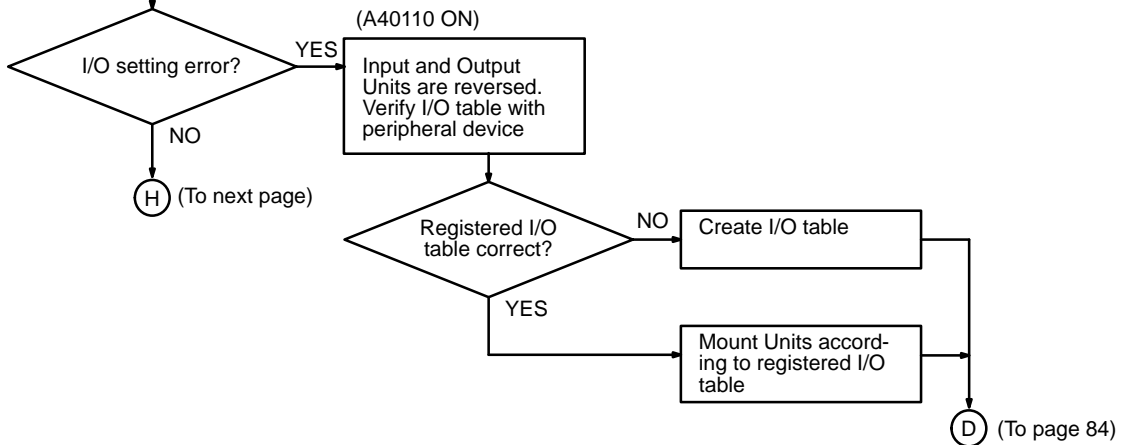 (A40110 ON)
I/O setting error?
YES
Input and Output
Units are reversed.
Verify I/O table with
peripheral device
NO
H
(To next page)
Registered I/O
table correct?
NO
Create I/O table
YES
Mount Units accord-
ing to registered I/O
table
D
(To page 84)